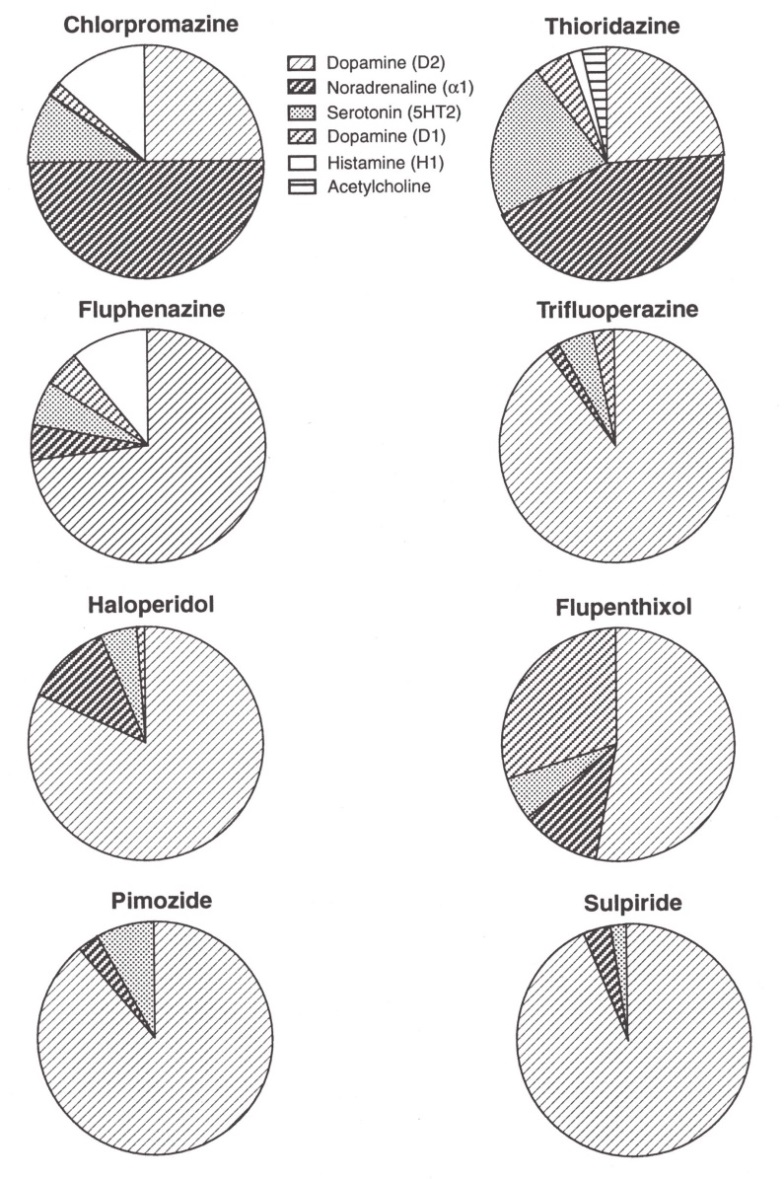 Chlorpromazine
Thioridazine
Dopamine (D2)
Noradrenaline (α1)
Serotonin (5HT2)
Dopamine (D1)
Histamine (H1)
Acetylcholine
Fluphenazine
Trifluoperazine
Haloperidol
Flupenthixol
Pimozide
Sulpiride